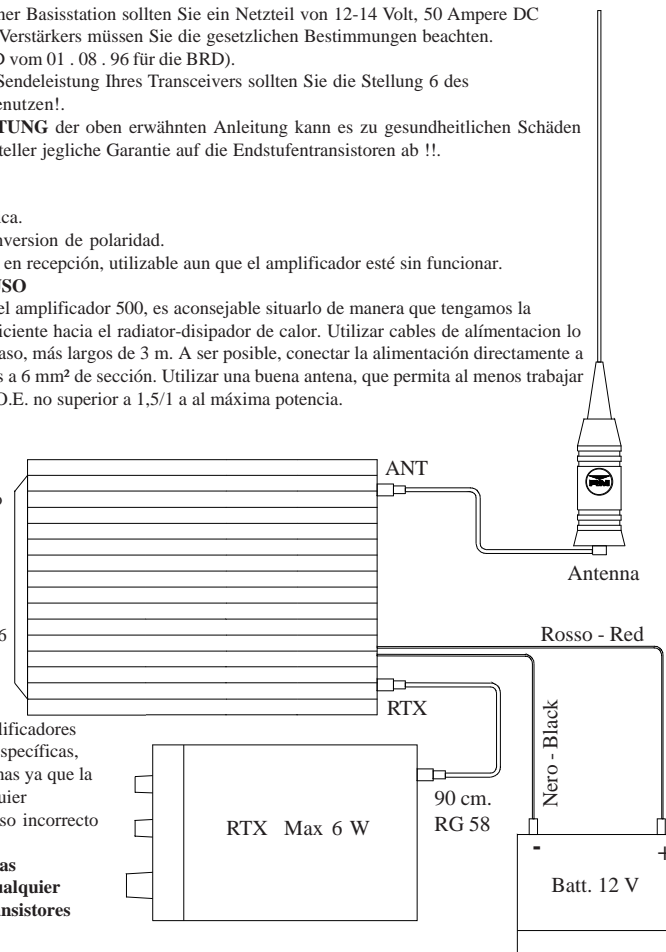 ner Basisstation sollten Sie ein Netzteil von 12-14 Volt, 50 Ampere DC
Verstärkers müssen Sie die gesetzlichen Bestimmungen beachten.
D vom 01 . 08 . 96 für die BRD).
Sendeleistung Ihres Transceivers sollten Sie die Stellung 6 des
enutzen!.
TUNG der oben erwähnten Anleitung kann es zu gesundheitlichen Schäden
teller jegliche Garantie auf die Endstufentransistoren ab !!.
ica.
nversion de polaridad.
en recepción, utilizable aun que el amplificador esté sin funcionar.
USO
el amplificador 500, es aconsejable situarlo de manera que tengamos la
iciente hacia el radiator-disipador de calor. Utilizar cables de alímentacion lo
aso, más largos de 3 m. A ser posible, conectar la alimentación directamente a
s a 6 mm² de sección. Utilizar una buena antena, que permita al menos trabajar
O.E. no superior a 1,5/1 a al máxima potencia.
ANT
Antenna
6
Rosso - Red
RTX
Nero - Black
lificadores
specíficas,
nas ya que la
uier
so incorrecto
90 cm.
RG 58
RTX Max 6 W
- +
Batt. 12 V
as
ualquier
ansistores